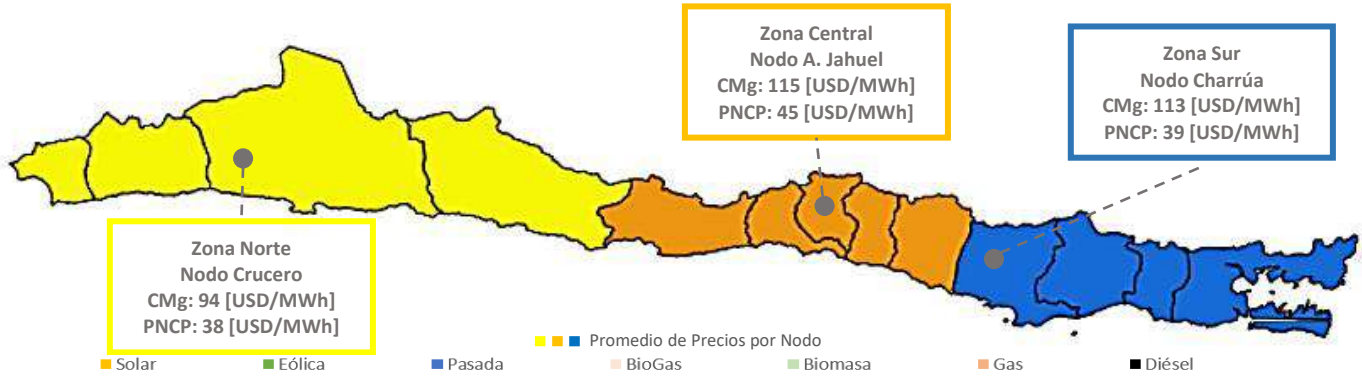 Zona Central
Nodo A. Jahuel
CMg: 115 [USD/MWh]
PNCP: 45 [USD/MWh]
Zona Sur
Nodo Charrúa
CMg: 113 [USD/MWh]
PNCP: 39 [USD/MWh]
Zona Norte
Nodo Crucero
CMg: 94 [USD/MWh]
PNCP: 38 [USD/MWh]
Promedio de Precios por Nodo
Solar Eólica Pasada BioGas Biomasa Gas Diésel